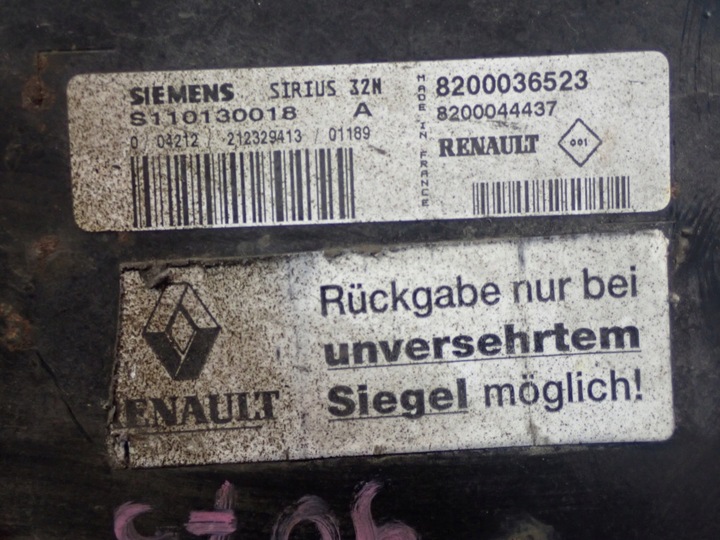 SIEMENS SIRIUS 32N
S110130018 A
0 / 04212 / 212329413 / 01189
MADE IN FRANCE
8200036523
8200044437
RENAULT 001
Rückgabe nur bei
unversehrtem
Siegel möglich!
ENAULT